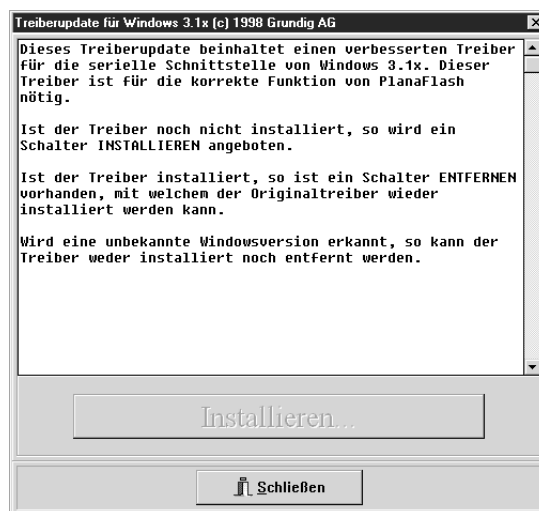 Treiberupdate für Windows 3.1x (c) 1998 Grundig AG
Dieses Treiberupdate beinhaltet einen verbesserten Treiber
für die serielle Schnittstelle von Windows 3.1x. Dieser
Treiber ist für die korrekte Funktion von PlanaFlash
nötig.
Ist der Treiber noch nicht installiert, so wird ein
Schalter INSTALLIEREN angeboten.
Ist der Treiber installiert, so ist ein Schalter ENTFERNEN
vorhanden, mit welchem der Originaltreiber wieder
installiert werden kann.
Wird eine unbekannte Windowsversion erkannt, so kann der
Treiber weder installiert noch entfernt werden.
Installieren...
Schließen